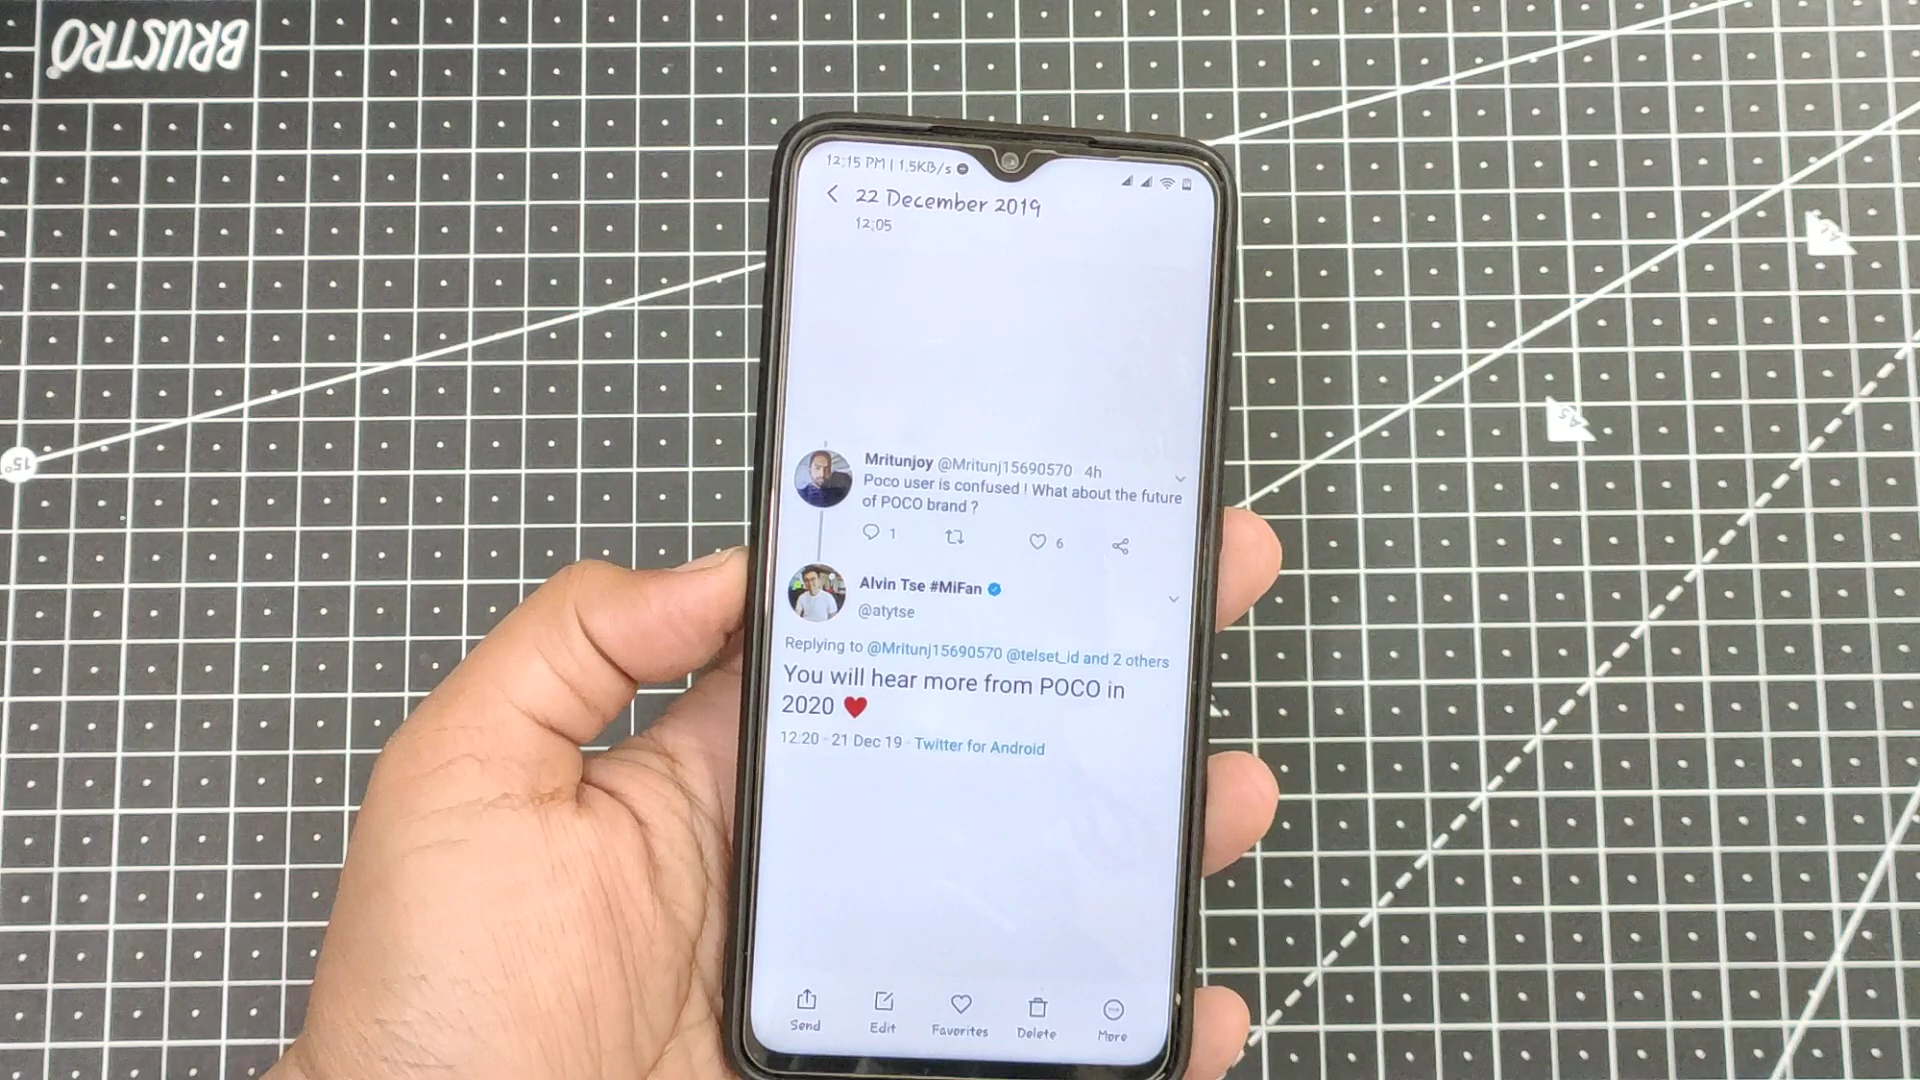 BRUSTRO
15°
A4
A5
12:15 PM | 1.5KB/s
22 December 2019
12:05
Mritunjoy @Mritunj15690570 4h
Poco user is confused ! What about the future
of POCO brand ?
1
6
Alvin Tse #MiFan
@atytse
Replying to @Mritunj15690570 @telset_id and 2 others
You will hear more from POCO in
2020 ❤️
12:20 · 21 Dec 19 · Twitter for Android
Send
Edit
Favorites
Delete
More